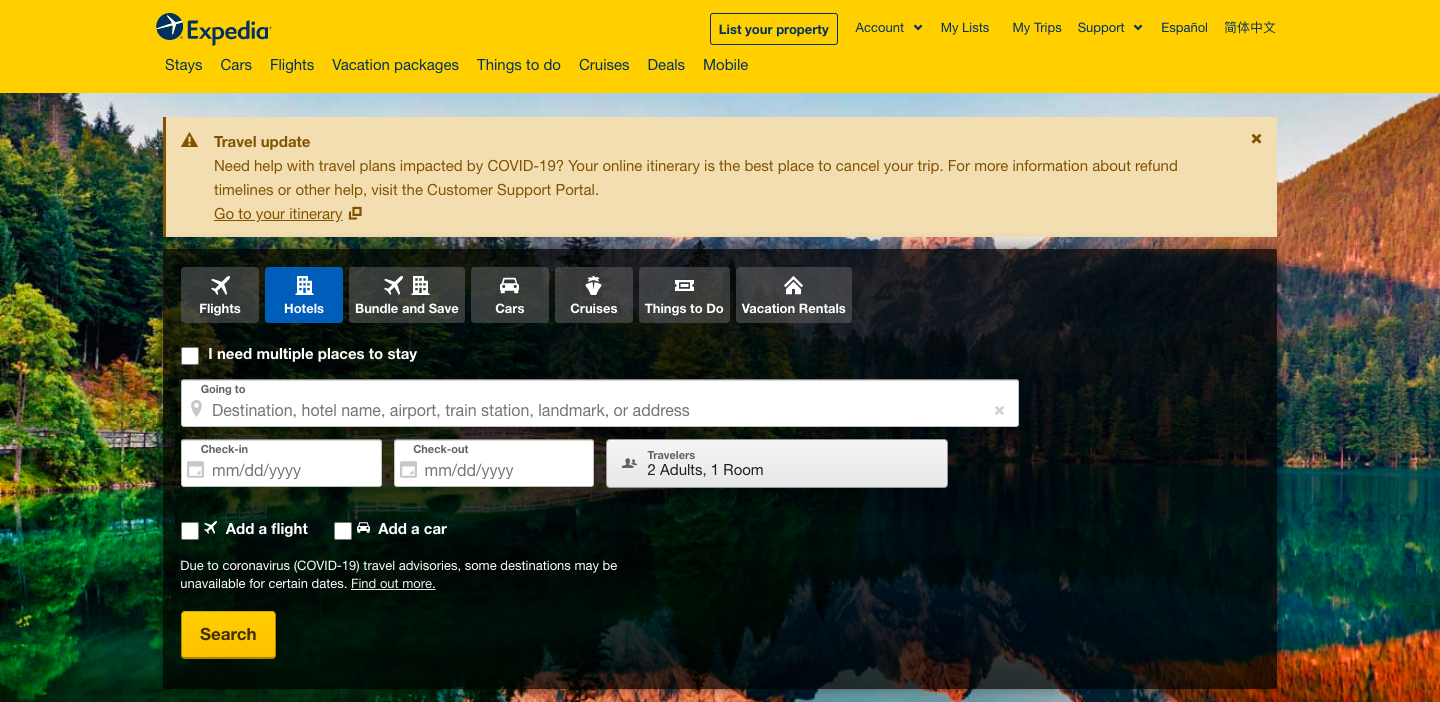 Expedia
List your property
Account
My Lists
My Trips
Support
Español
简体中文
Stays
Cars
Flights
Vacation packages
Things to do
Cruises
Deals
Mobile
Travel update
Need help with travel plans impacted by COVID-19? Your online itinerary is the best place to cancel your trip. For more information about refund
timelines or other help, visit the Customer Support Portal.
Go to your itinerary
Flights
Hotels
Bundle and Save
Cars
Cruises
Things to Do
Vacation Rentals
I need multiple places to stay
Going to
Destination, hotel name, airport, train station, landmark, or address
Check-in
mm/dd/yyyy
Check-out
mm/dd/yyyy
Travelers
2 Adults, 1 Room
Add a flight
Add a car
Due to coronavirus (COVID-19) travel advisories, some destinations may be
unavailable for certain dates. Find out more.
Search